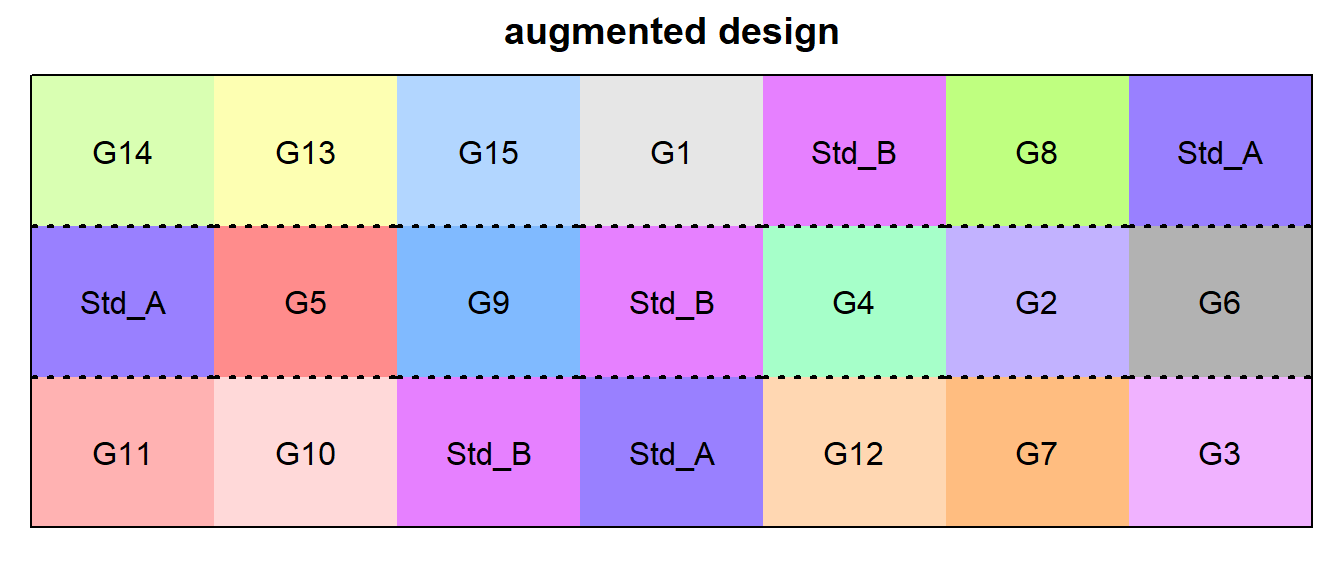 augmented design
G14 G13 G15 G1 Std_B G8 Std_A
Std_A G5 G9 Std_B G4 G2 G6
G11 G10 Std_B Std_A G12 G7 G3